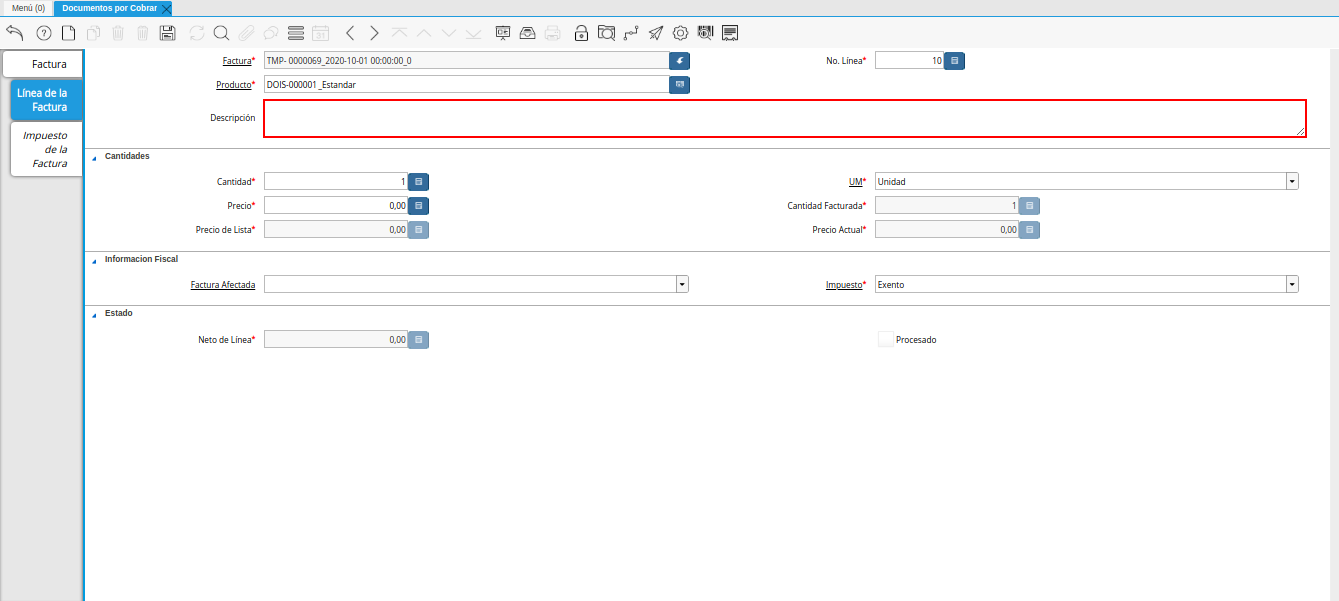 Menú (0) Documentos por Cobrar
Factura
Línea de la
Factura
Impuesto
de la
Factura
Factura* TMP- 0000069_2020-10-01 00:00:00_0 No. Línea* 10
Producto* DOIS-000001_Estandar
Descripción
Cantidades
Cantidad* 1 UM* Unidad
Precio* 0,00 Cantidad Facturada* 1
Precio de Lista* 0,00 Precio Actual* 0,00
Informacion Fiscal
Factura Afectada Impuesto* Exento
Estado
Neto de Línea* 0,00 Procesado